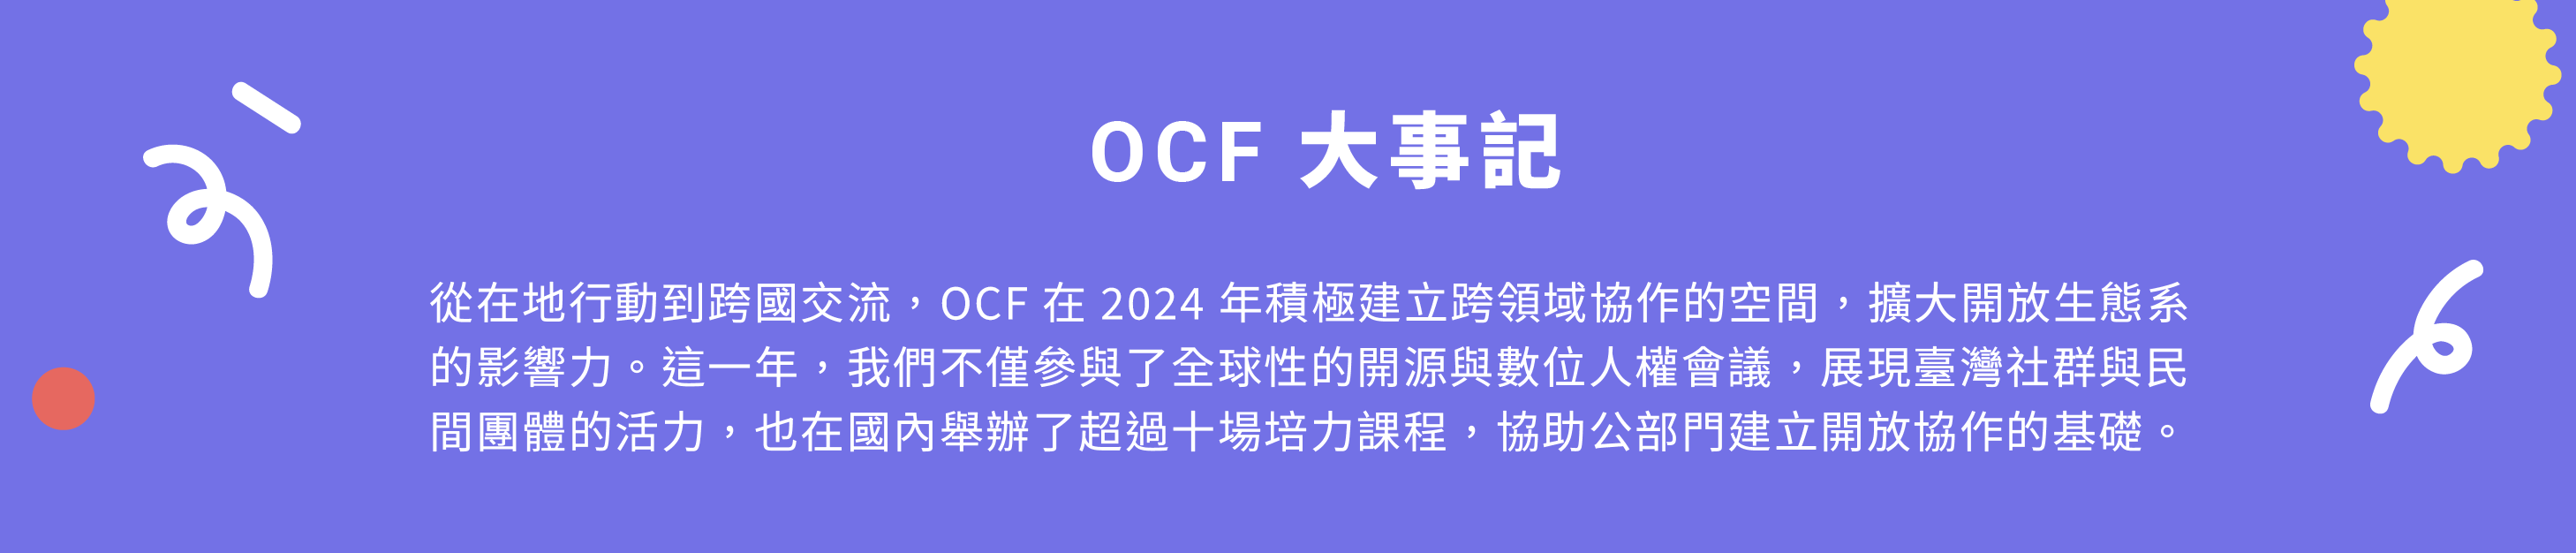 OCF 大事記
從在地行動到跨國交流，OCF 在 2024 年積極建立跨領域協作的空間，擴大開放生態系
的影響力。這一年，我們不僅參與了全球性的開源與數位人權會議，展現臺灣社群與民
間團體的活力，也在國內舉辦了超過十場培力課程，協助公部門建立開放協作的基礎。